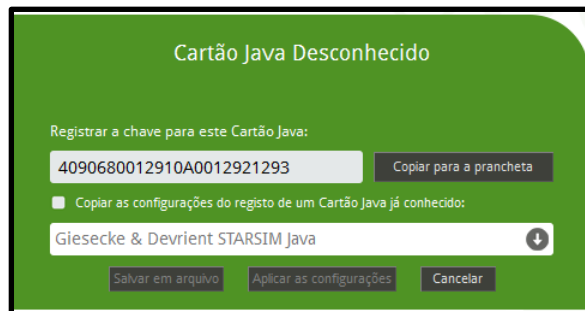 Cartão Java Desconhecido
Registrar a chave para este Cartão Java:
4090680012910A0012921293 Copiar para a prancheta
Copiar as configurações do registo de um Cartão Java já conhecido:
Giesecke & Devrient STARSIM Java
Salvar em arquivo Aplicar as configurações Cancelar